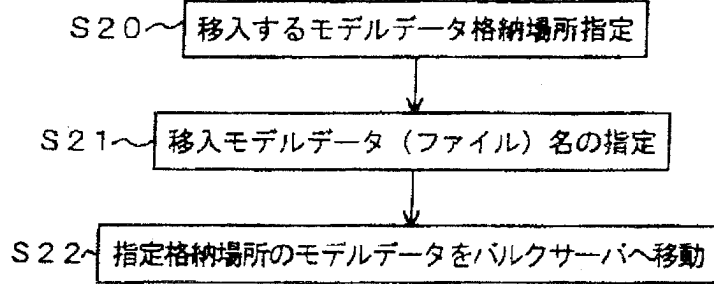 S20 移入するモデルデータ格納場所指定
S21 移入モデルデータ（ファイル）名の指定
S22 指定格納場所のモデルデータをバルクサーバへ移動